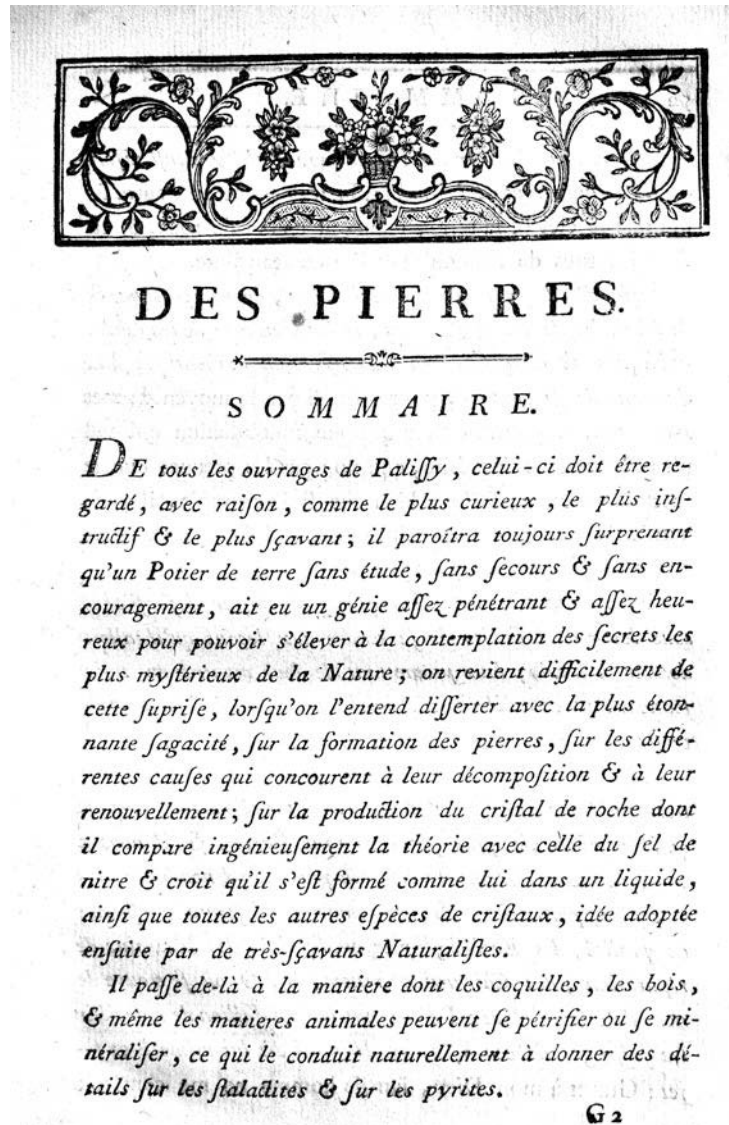 DES PIERRES.
SOMMAIRE.
DE tous les ouvrages de Paliſſy, celui-ci doit être re-
gardé, avec raiſon, comme le plus curieux, le plus inſ-
tructif & le plus ſçavant; il paroîtra toujours ſurprenant
qu'un Potier de terre ſans étude, ſans ſecours & ſans en-
couragement, ait eu un génie aſſez pénétrant & aſſez heu-
reux pour pouvoir s'élever à la contemplation des ſecrets les
plus myſtérieux de la Nature; on revient difficilement de
cette ſupriſe, lorſqu'on l'entend diſſerter avec la plus éton-
nante ſagacité, ſur la formation des pierres, ſur les diffé-
rentes cauſes qui concourent à leur décompoſition & à leur
renouvellement; ſur la production du criſtal de roche dont
il compare ingénieuſement la théorie avec celle du ſel de
nitre & croit qu'il s'eſt formé comme lui dans un liquide,
ainſi que toutes les autres eſpèces de criſtaux, idée adoptée
enſuite par de très-ſçavans Naturaliſtes.
Il paſſe de-là à la maniere dont les coquilles, les bois,
& même les matieres animales peuvent ſe pétrifier ou ſe mi-
néraliſer, ce qui le conduit naturellement à donner des dé-
tails ſur les ſtalactites & ſur les pyrites.
G 2